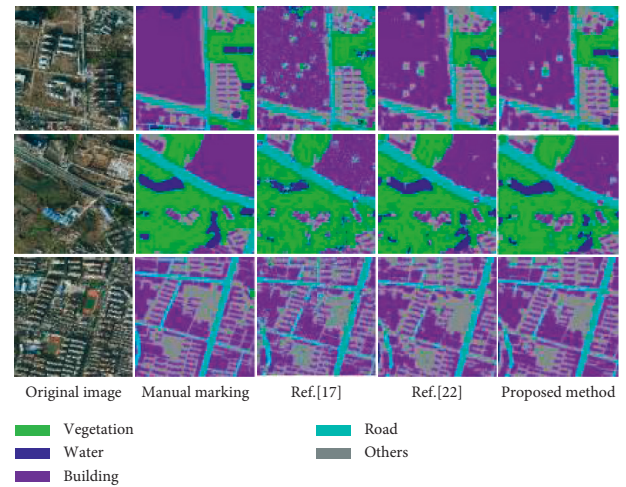 Original image Manual marking Ref.[17] Ref.[22] Proposed method
Vegetation Road
Water Others
Building